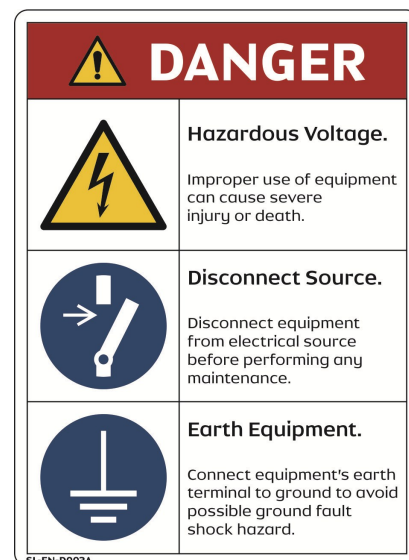 DANGER
Hazardous Voltage.
Improper use of equipment
can cause severe
injury or death.
Disconnect Source.
Disconnect equipment
from electrical source
before performing any
maintenance.
Earth Equipment.
Connect equipment's earth
terminal to ground to avoid
possible ground fault
shock hazard.